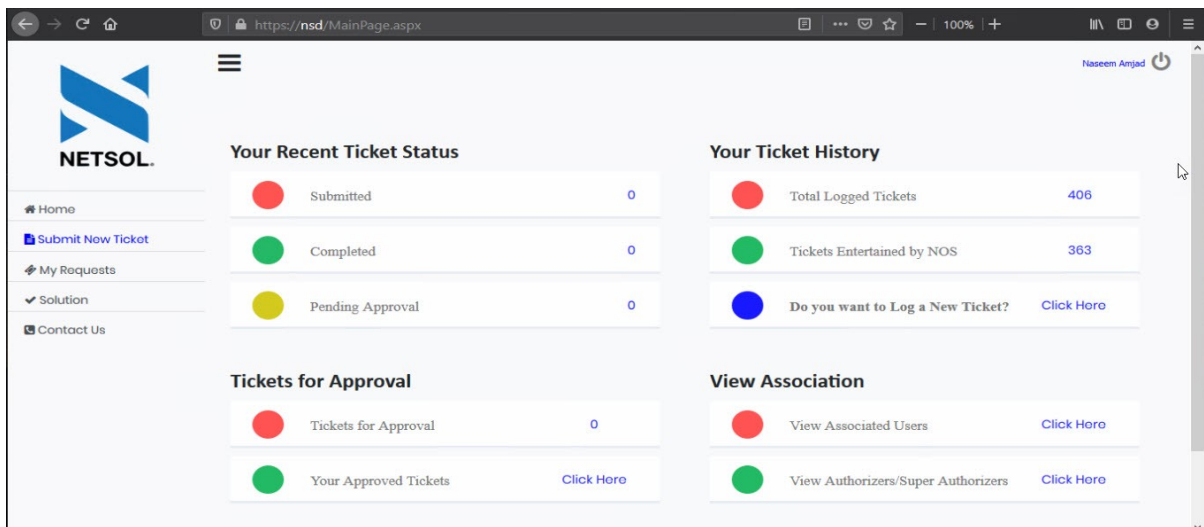 https://nsd/MainPage.aspx
100%
NETSOL.
Naseem Amjad
Home
Submit New Ticket
My Requests
Solution
Contact Us
Your Recent Ticket Status
Submitted 0
Completed 0
Pending Approval 0
Your Ticket History
Total Logged Tickets 406
Tickets Entertained by NOS 363
Do you want to Log a New Ticket? Click Here
Tickets for Approval
Tickets for Approval 0
Your Approved Tickets Click Here
View Association
View Associated Users Click Here
View Authorizers/Super Authorizers Click Here